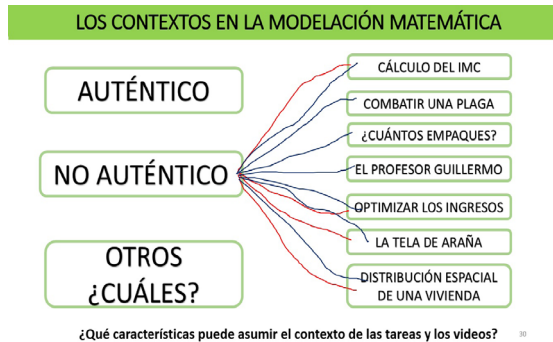 LOS CONTEXTOS EN LA MODELACIÓN MATEMÁTICA
AUTÉNTICO
NO AUTÉNTICO
OTROS
¿CUÁLES?
CÁLCULO DEL IMC
COMBATIR UNA PLAGA
¿CUÁNTOS EMPAQUES?
EL PROFESOR GUILLERMO
OPTIMIZAR LOS INGRESOS
LA TELA DE ARAÑA
DISTRIBUCIÓN ESPACIAL
DE UNA VIVIENDA
¿Qué características puede asumir el contexto de las tareas y los videos?
30